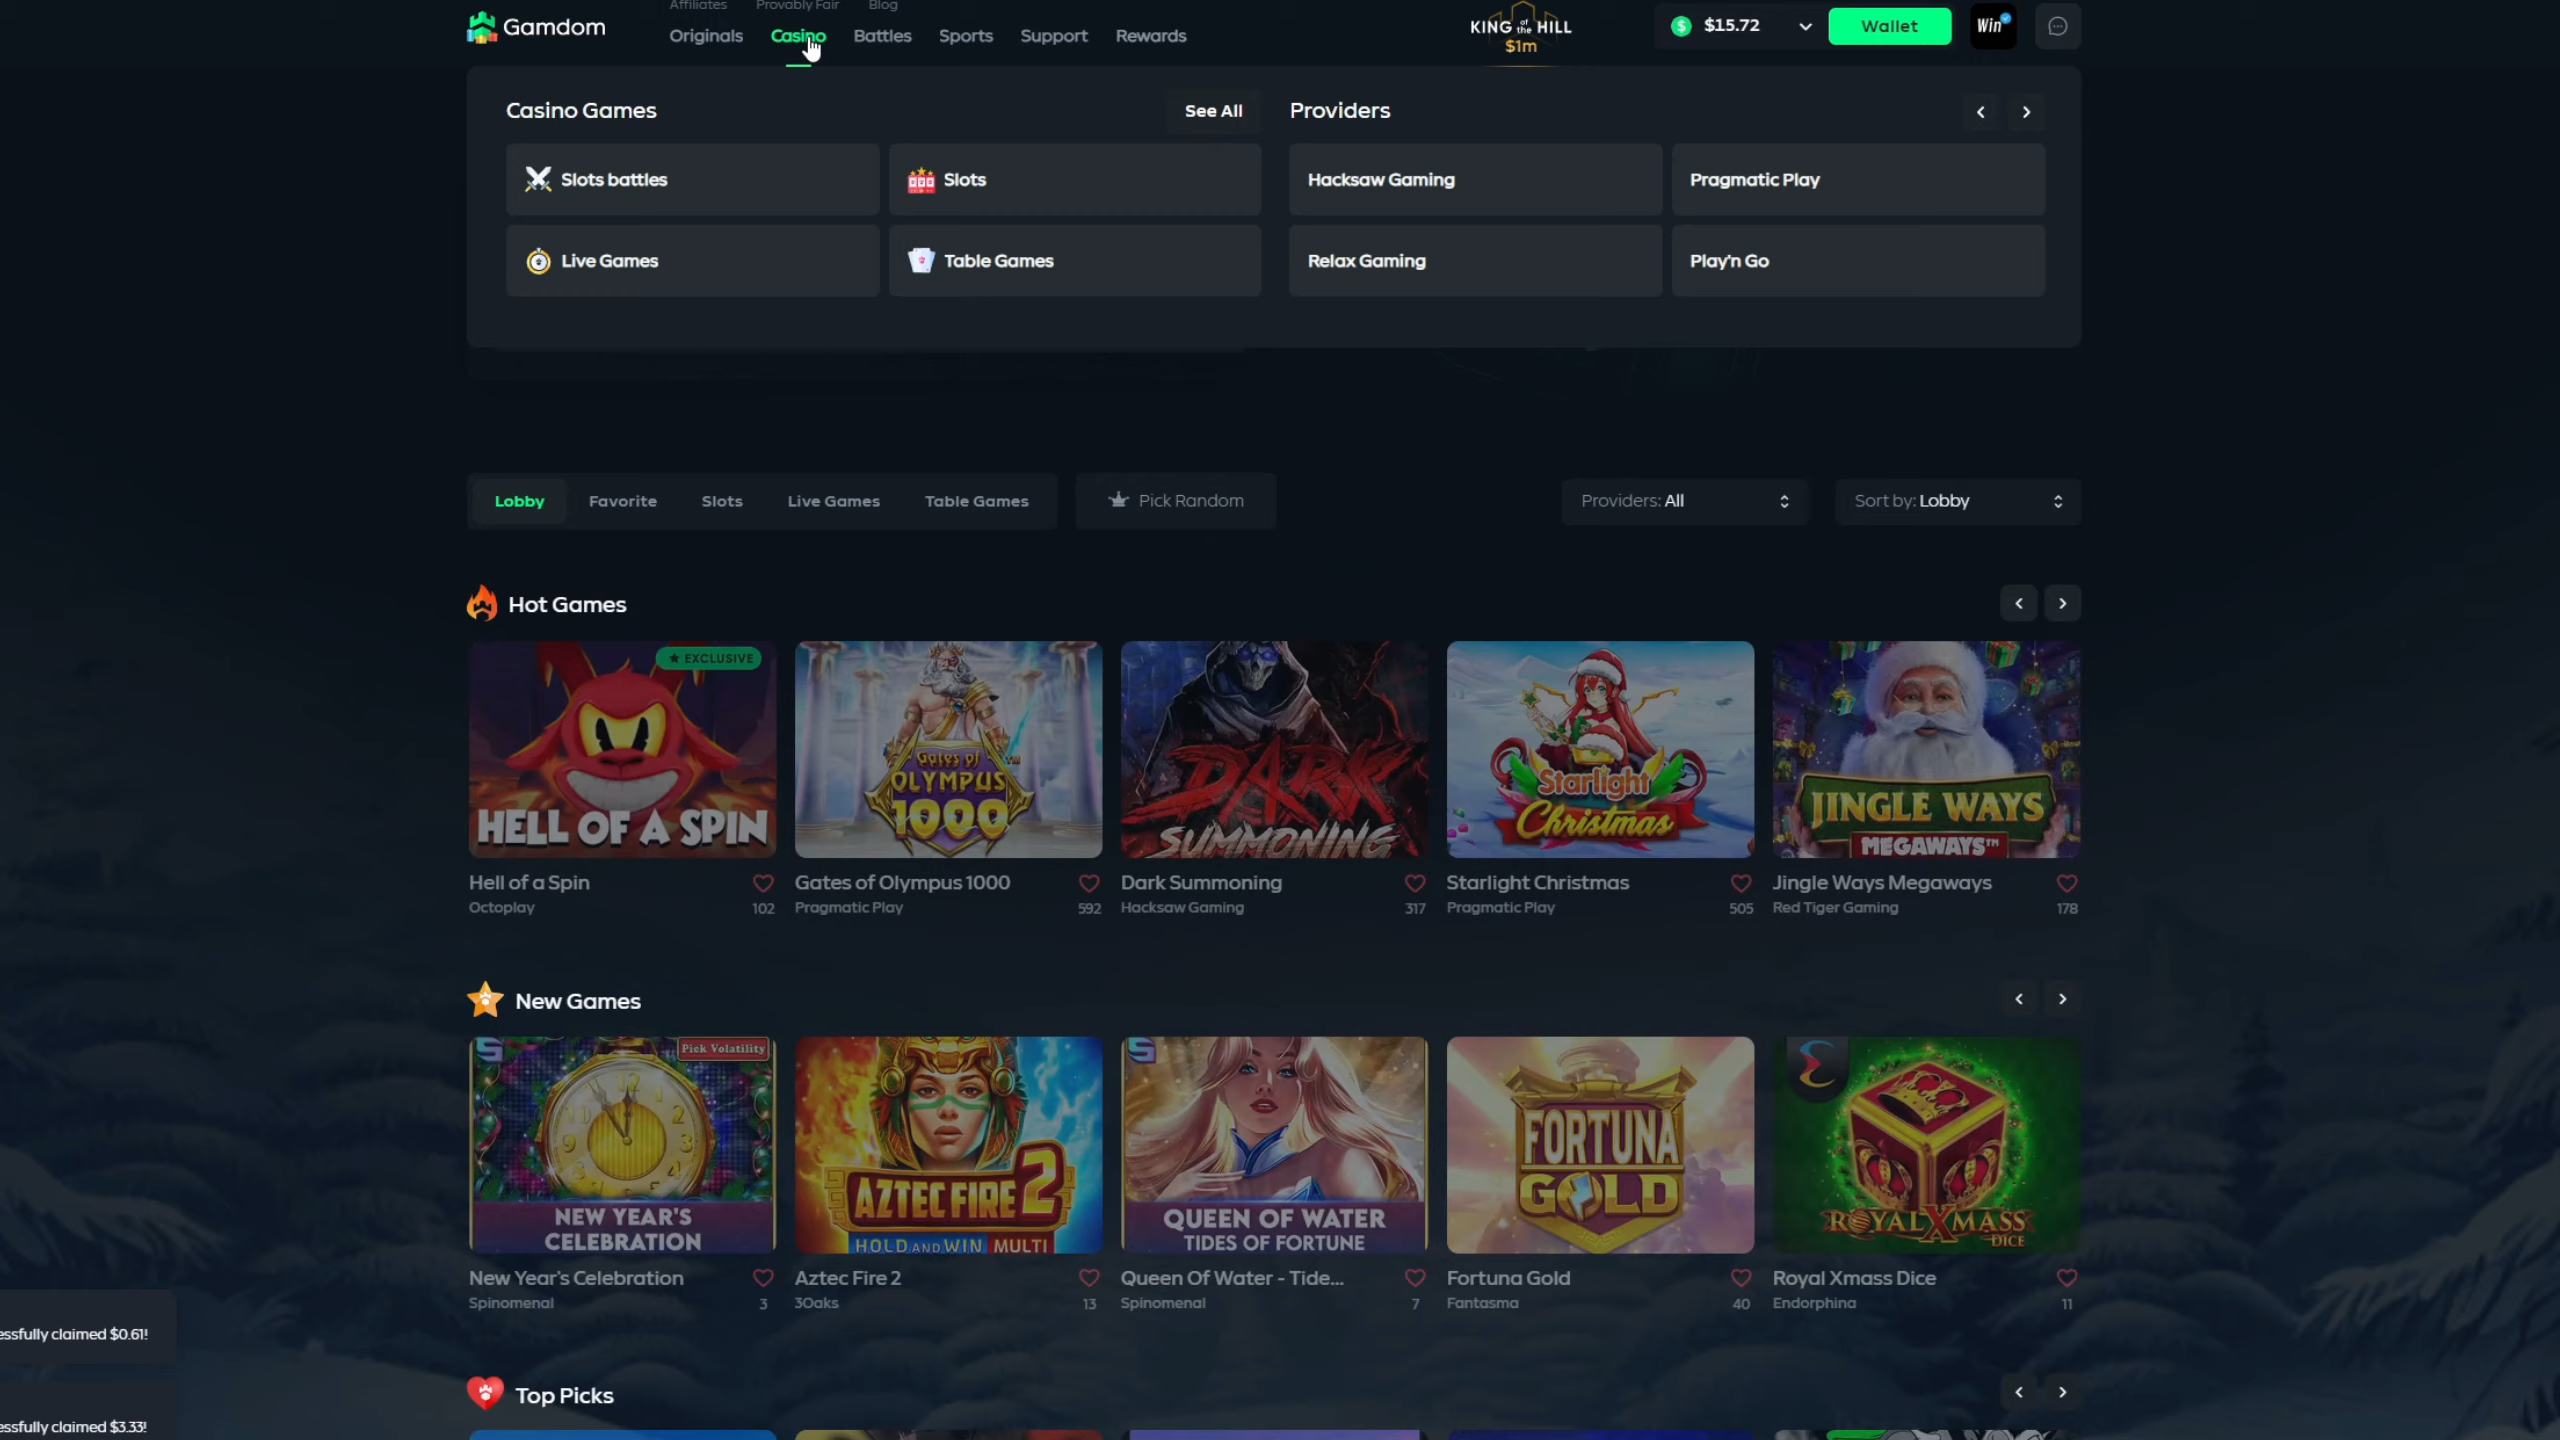 Affiliates Provably Fair Blog
Gamdom
Originals Casino Battles Sports Support Rewards
KING of the HILL
$1m
$15.72
Wallet
Win
Casino Games See All
Providers
Slots battles
Slots
Hacksaw Gaming
Pragmatic Play
Live Games
Table Games
Relax Gaming
Play'n Go
Lobby Favorite Slots Live Games Table Games
Pick Random
Providers: All
Sort by: Lobby
Hot Games
EXCLUSIVE
HELL OF A SPIN
Gates of
OLYMPUS
1000
DARK
SUMMONING
Starlight
Christmas
JINGLE WAYS
MEGAWAYS™
Hell of a Spin
Octoplay 102
Gates of Olympus 1000
Pragmatic Play 592
Dark Summoning
Hacksaw Gaming 317
Starlight Christmas
Pragmatic Play 505
Jingle Ways Megaways
Red Tiger Gaming 178
New Games
Pick Volatility
NEW YEAR'S
CELEBRATION
AZTEC FIRE 2
HOLD AND WIN MULTI
QUEEN OF WATER
TIDES OF FORTUNE
FORTUNA
GOLD
ROYAL XMASS
DICE
New Year's Celebration
Spinomenal 3
Aztec Fire 2
3Oaks 13
Queen Of Water - Tide...
Spinomenal 7
Fortuna Gold
Fantasma 40
Royal Xmass Dice
Endorphina 11
essfully claimed $0.61!
Top Picks
essfully claimed $3.33!